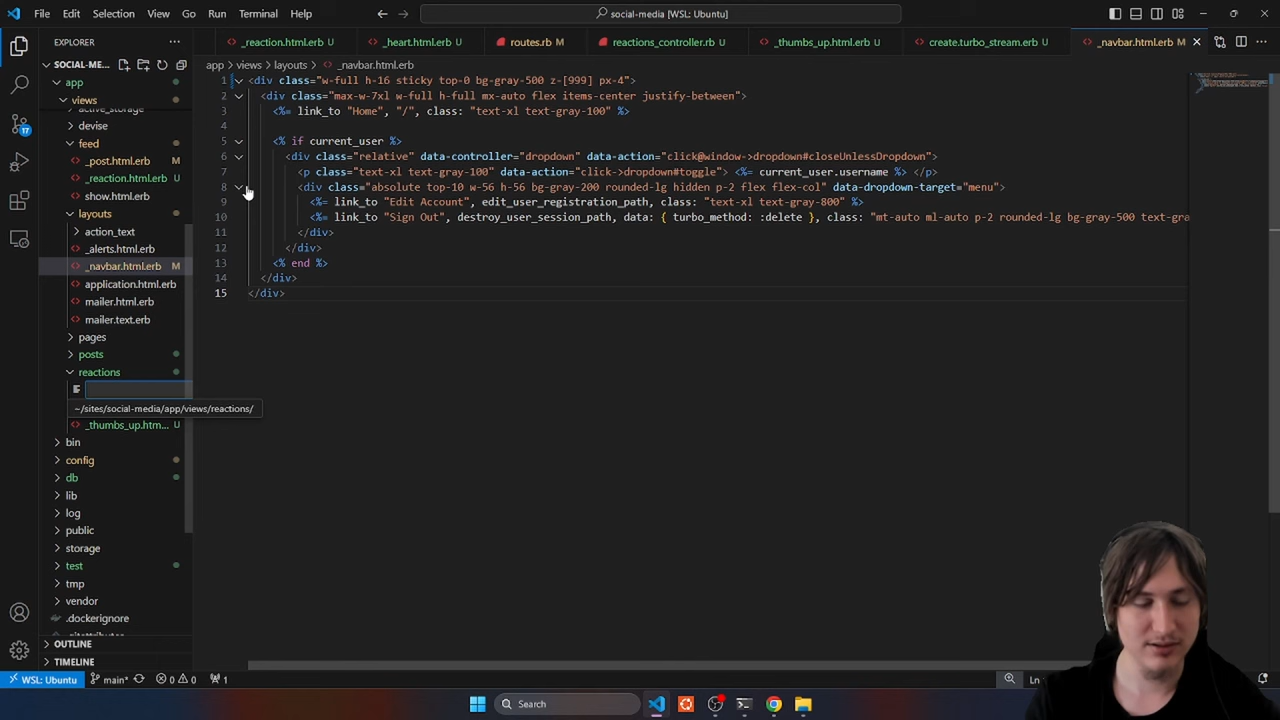 File Edit Selection View Go Run Terminal Help
social-media [WSL: Ubuntu]
EXPLORER
_reaction.html.erb U
_heart.html.erb U
routes.rb M
reactions_controller.rb U
_thumbs_up.html.erb U
create.turbo_stream.erb U
_navbar.html.erb M
SOCIAL-ME...
app > views > layouts > _navbar.html.erb
app
views
active_storage
devise
feed
_post.html.erb M
_reaction.html.erb U
show.html.erb
layouts
action_text
_alerts.html.erb
_navbar.html.erb M
application.html.erb
mailer.html.erb
mailer.text.erb
pages
posts
reactions
~/sites/social-media/app/views/reactions/
_thumbs_up.htm... U
bin
config
db
lib
log
public
storage
test
tmp
vendor
.dockerignore
OUTLINE
TIMELINE
1 <div class="w-full h-16 sticky top-0 bg-gray-500 z-[999] px-4">
2 <div class="max-w-7xl w-full h-full mx-auto flex items-center justify-between">
3 <%= link_to "Home", "/", class: "text-xl text-gray-100" %>
4
5 <% if current_user %>
6 <div class="relative" data-controller="dropdown" data-action="click@window->dropdown#closeUnlessDropdown">
7 <p class="text-xl text-gray-100" data-action="click->dropdown#toggle"> <%= current_user.username %> </p>
8 <div class="absolute top-10 w-56 h-56 bg-gray-200 rounded-lg hidden p-2 flex flex-col" data-dropdown-target="menu">
9 <%= link_to "Edit Account", edit_user_registration_path, class: "text-xl text-gray-800" %>
10 <%= link_to "Sign Out", destroy_user_session_path, data: { turbo_method: :delete }, class: "mt-auto ml-auto p-2 rounded-lg bg-gray-500 text-gra
11 </div>
12 </div>
13 <% end %>
14 </div>
15 </div>
17
WSL: Ubuntu main* 0 0 1
Ln
Search